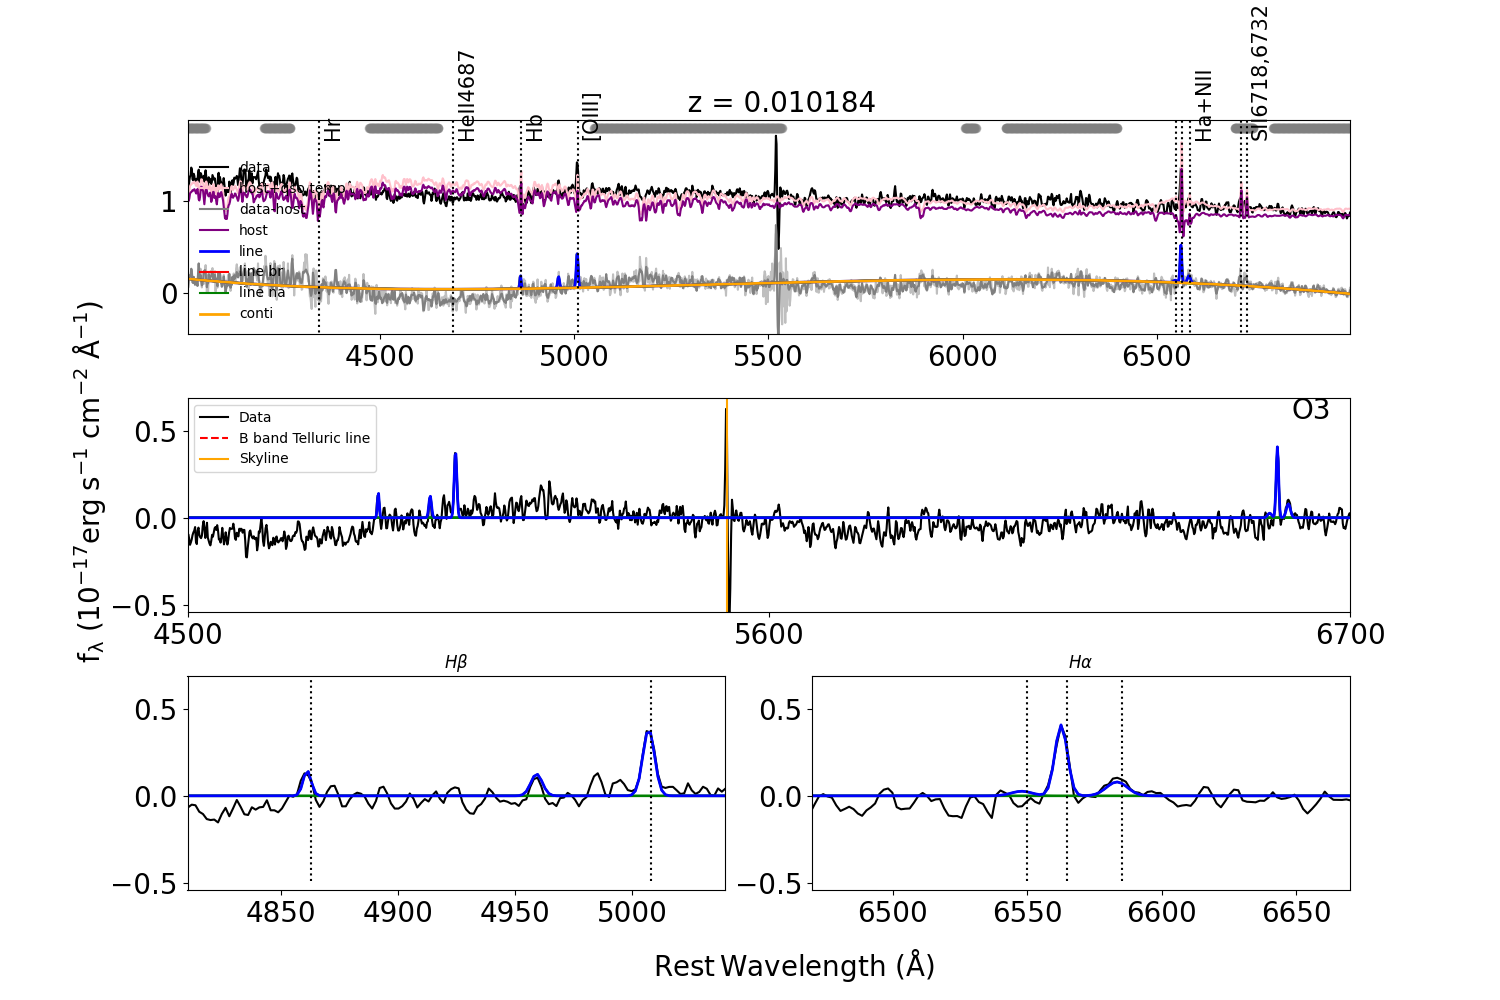 z = 0.010184
Hr
HeII4687
Hb
[OIII]
Ha+NII
SII6718,6732
data
host+qso temp
data-host
host
line
line br
line na
conti
1
0
4500 5000 5500 6000 6500
f_λ (10^−17 erg s^−1 cm^−2 Å^−1)
O3
Data
B band Telluric line
Skyline
0.5
0.0
−0.5
4500 5600 6700
Hβ
0.5
0.0
−0.5
4850 4900 4950 5000
Hα
0.5
0.0
−0.5
6500 6550 6600 6650
Rest Wavelength (Å)